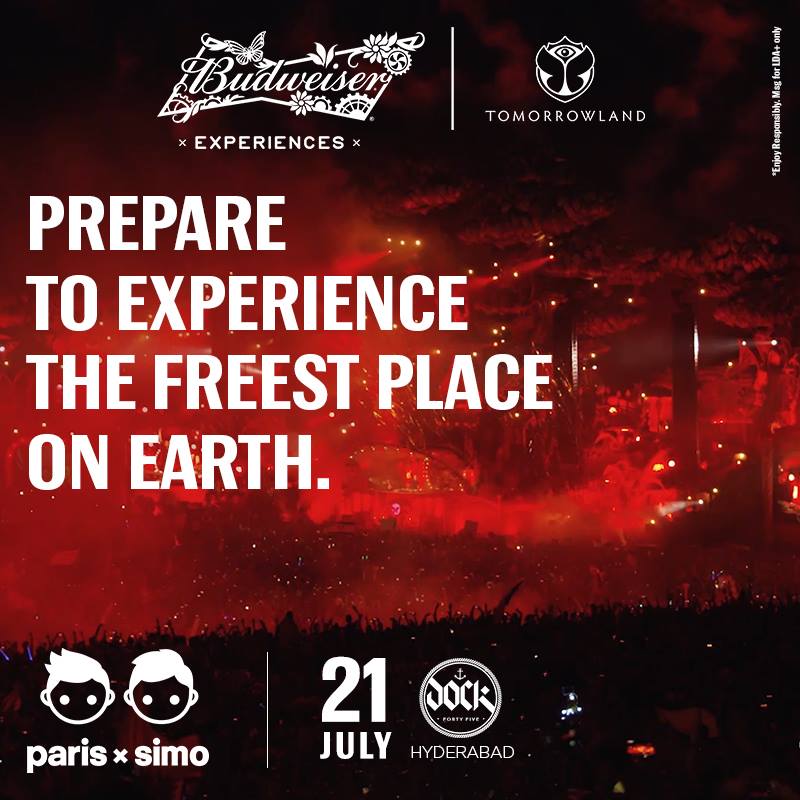 Budweiser
× EXPERIENCES ×
TOMORROWLAND
*Enjoy Responsibly. Msg for LDA+ only
PREPARE
TO EXPERIENCE
THE FREEST PLACE
ON EARTH.
paris × simo
21
JULY
DOCK
FORTY FIVE
HYDERABAD